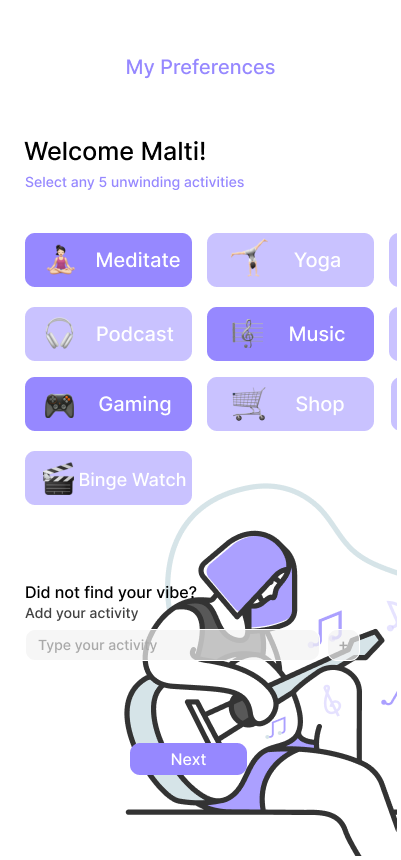 My Preferences
Welcome Malti!
Select any 5 unwinding activities
Meditate
Yoga
Podcast
Music
Gaming
Shop
Binge Watch
Did not find your vibe?
Add your activity
Type your activity
+
Next